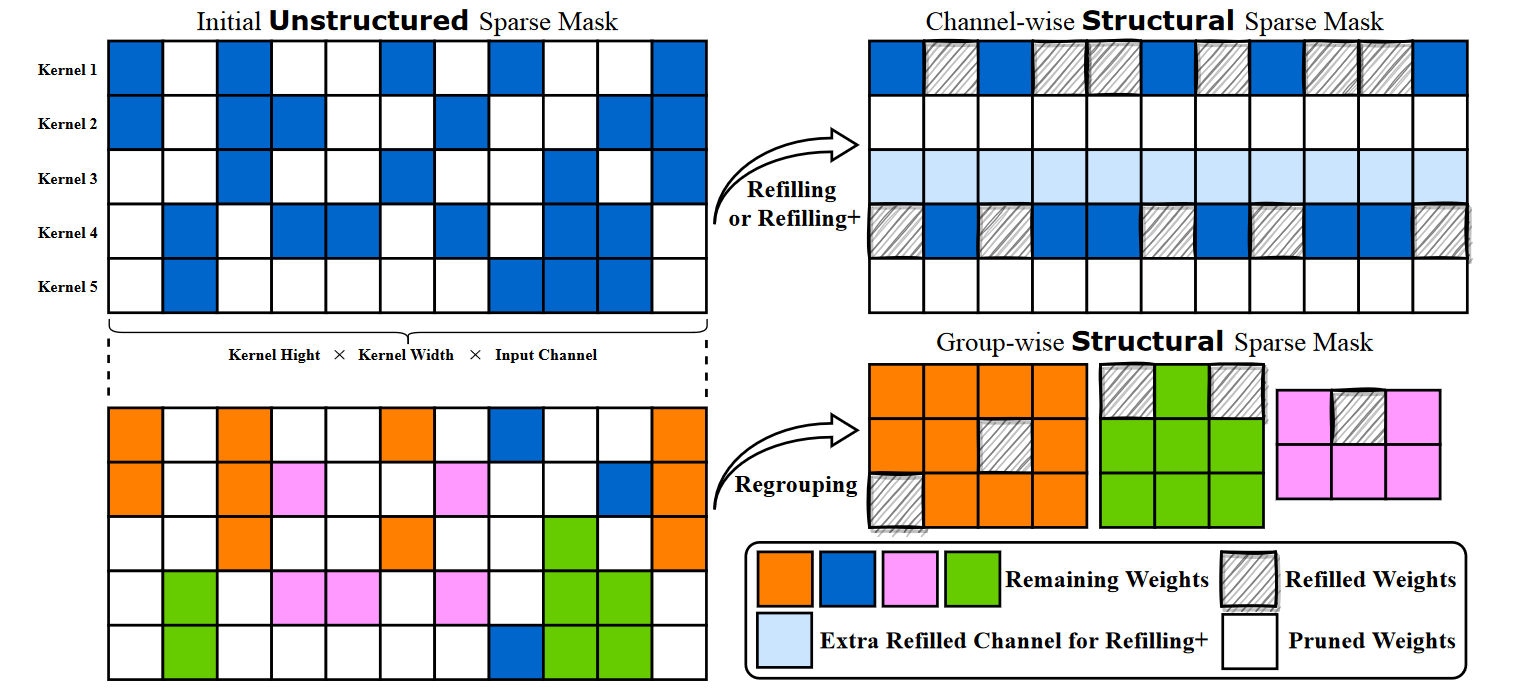 Initial Unstructured Sparse Mask
Channel-wise Structural Sparse Mask
Kernel 1
Kernel 2
Kernel 3
Kernel 4
Kernel 5
Refilling
or Refilling+
Kernel Hight × Kernel Width × Input Channel
Group-wise Structural Sparse Mask
Regrouping
Remaining Weights
Refilled Weights
Extra Refilled Channel for Refilling+
Pruned Weights